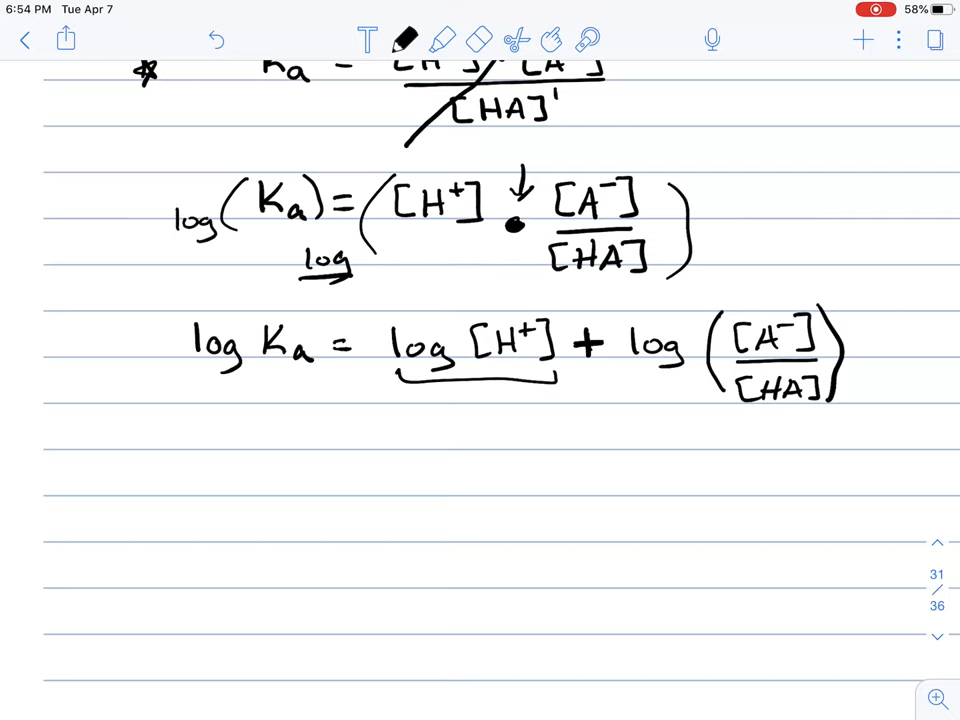 6:54 PM Tue Apr 7 58%
T
* Ka = [H+] · [A-]
[HA]¹
log (Ka) = log ([H+] · [A-]
[HA])
log Ka = log [H+] + log ([A-]
[HA])
31
/
36